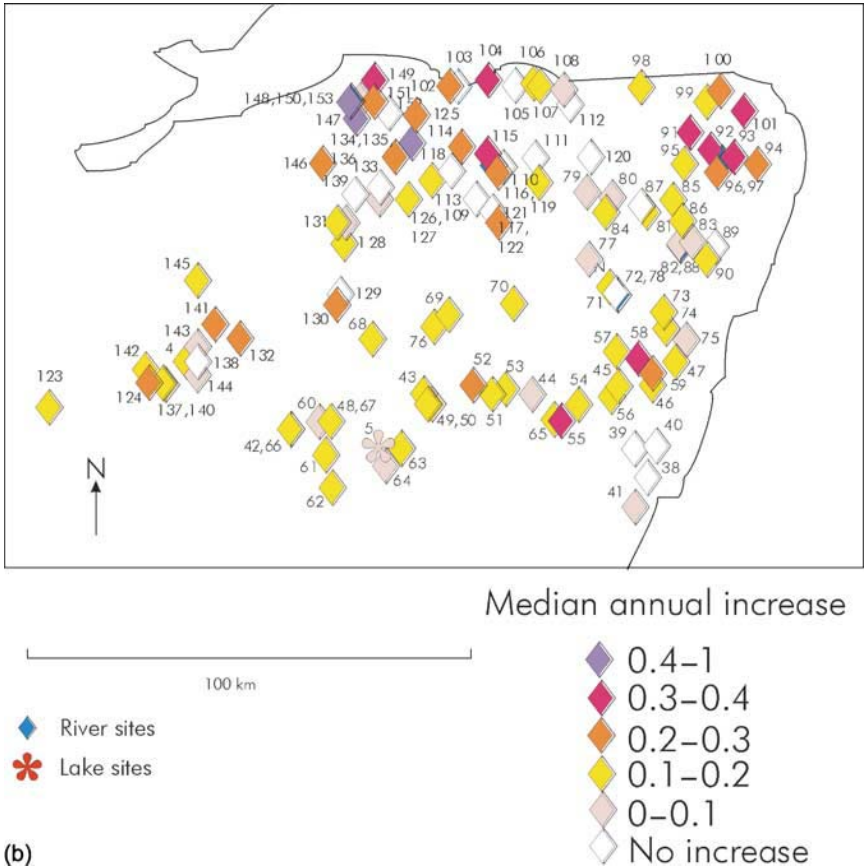 103 104 106 108 98 100
149 102
148,150,153 151 105 107 99
147 125 112 101
134,135 114 115 111 91 92 93
146 136 118 120 95 94
133 110 96,97
139 113 116, 119 79 80 87 85
126, 109 121 86
131 127 117, 84 81 83 89
128 122 77 82,88 90
145 72,78
129 70 71 73
141 130 69 74
143 68 76 57 58 75
142 4 138 132 52 53 44 45 47
123 124 144 43 54 59
137,140 60 48,67 49,50 51 56 46
42,66 5 65 55 39 40
61 63
N 64 38
62 41
Median annual increase
100 km
0.4–1
0.3–0.4
River sites
0.2–0.3
Lake sites
0.1–0.2
0–0.1
(b)
No increase